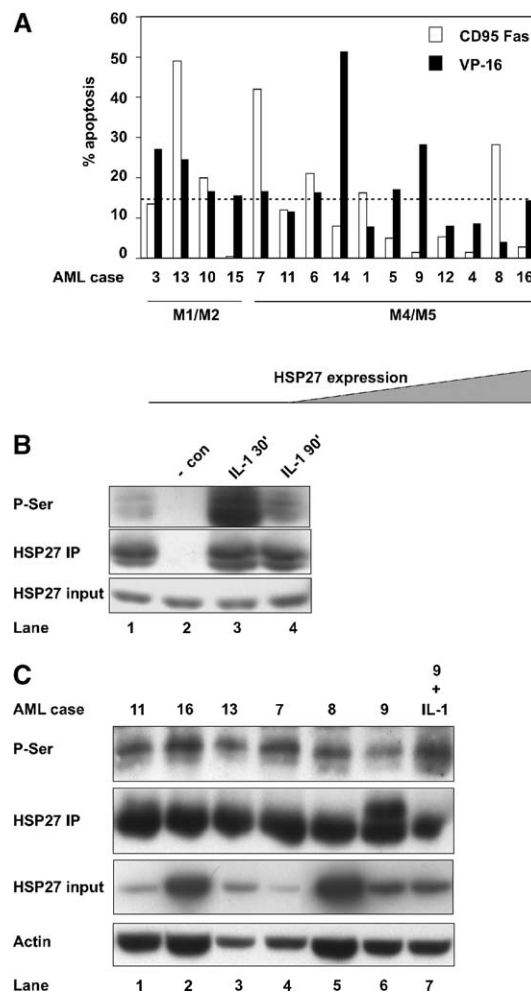 A
60
50
40
30
20
10
0
% apoptosis
CD95 Fas
VP-16
AML case 3 13 10 15 7 11 6 14 1 5 9 12 4 8 16
M1/M2 M4/M5
HSP27 expression
B
- con IL-1 30' IL-1 90'
P-Ser
HSP27 IP
HSP27 input
Lane 1 2 3 4
C
9
+
AML case 11 16 13 7 8 9 IL-1
P-Ser
HSP27 IP
HSP27 input
Actin
Lane 1 2 3 4 5 6 7